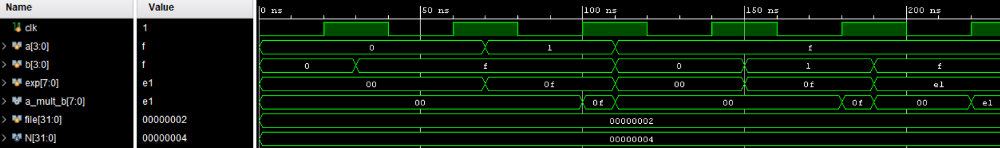 Name Value 0 ns 50 ns 100 ns 150 ns 200 ns
clk 1
a[3:0] f 0 1 f
b[3:0] f 0 f 0 1 f
exp[7:0] e1 00 0f 00 0f e1
a_mult_b[7:0] e1 00 0f 00 0f 00 e1
file[31:0] 00000002 00000002
N[31:0] 00000004 00000004